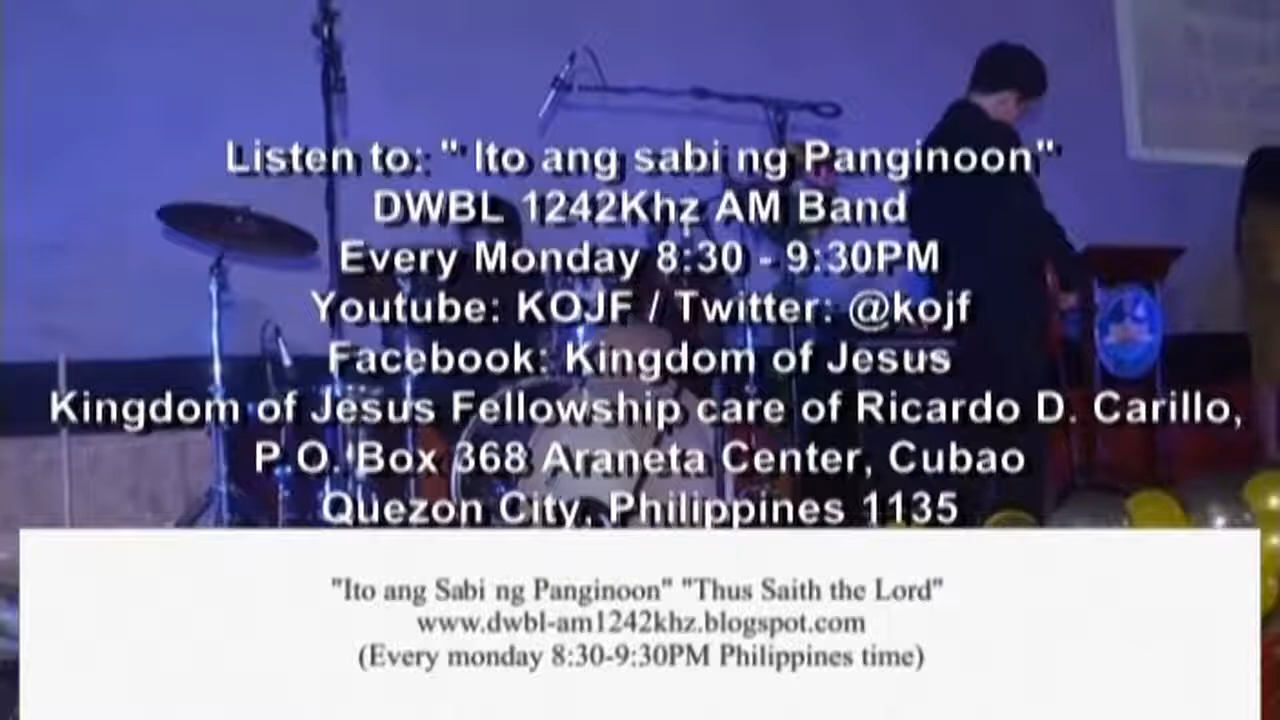 Listen to: " Ito ang sabi ng Panginoon"
DWBL 1242Khz AM Band
Every Monday 8:30 - 9:30PM
Youtube: KOJF / Twitter: @kojf
Facebook: Kingdom of Jesus
Kingdom of Jesus Fellowship care of Ricardo D. Carillo,
P.O. Box 368 Araneta Center, Cubao
Quezon City, Philippines 1135
"Ito ang Sabi ng Panginoon" "Thus Saith the Lord"
www.dwbl-am1242khz.blogspot.com
(Every monday 8:30-9:30PM Philippines time)